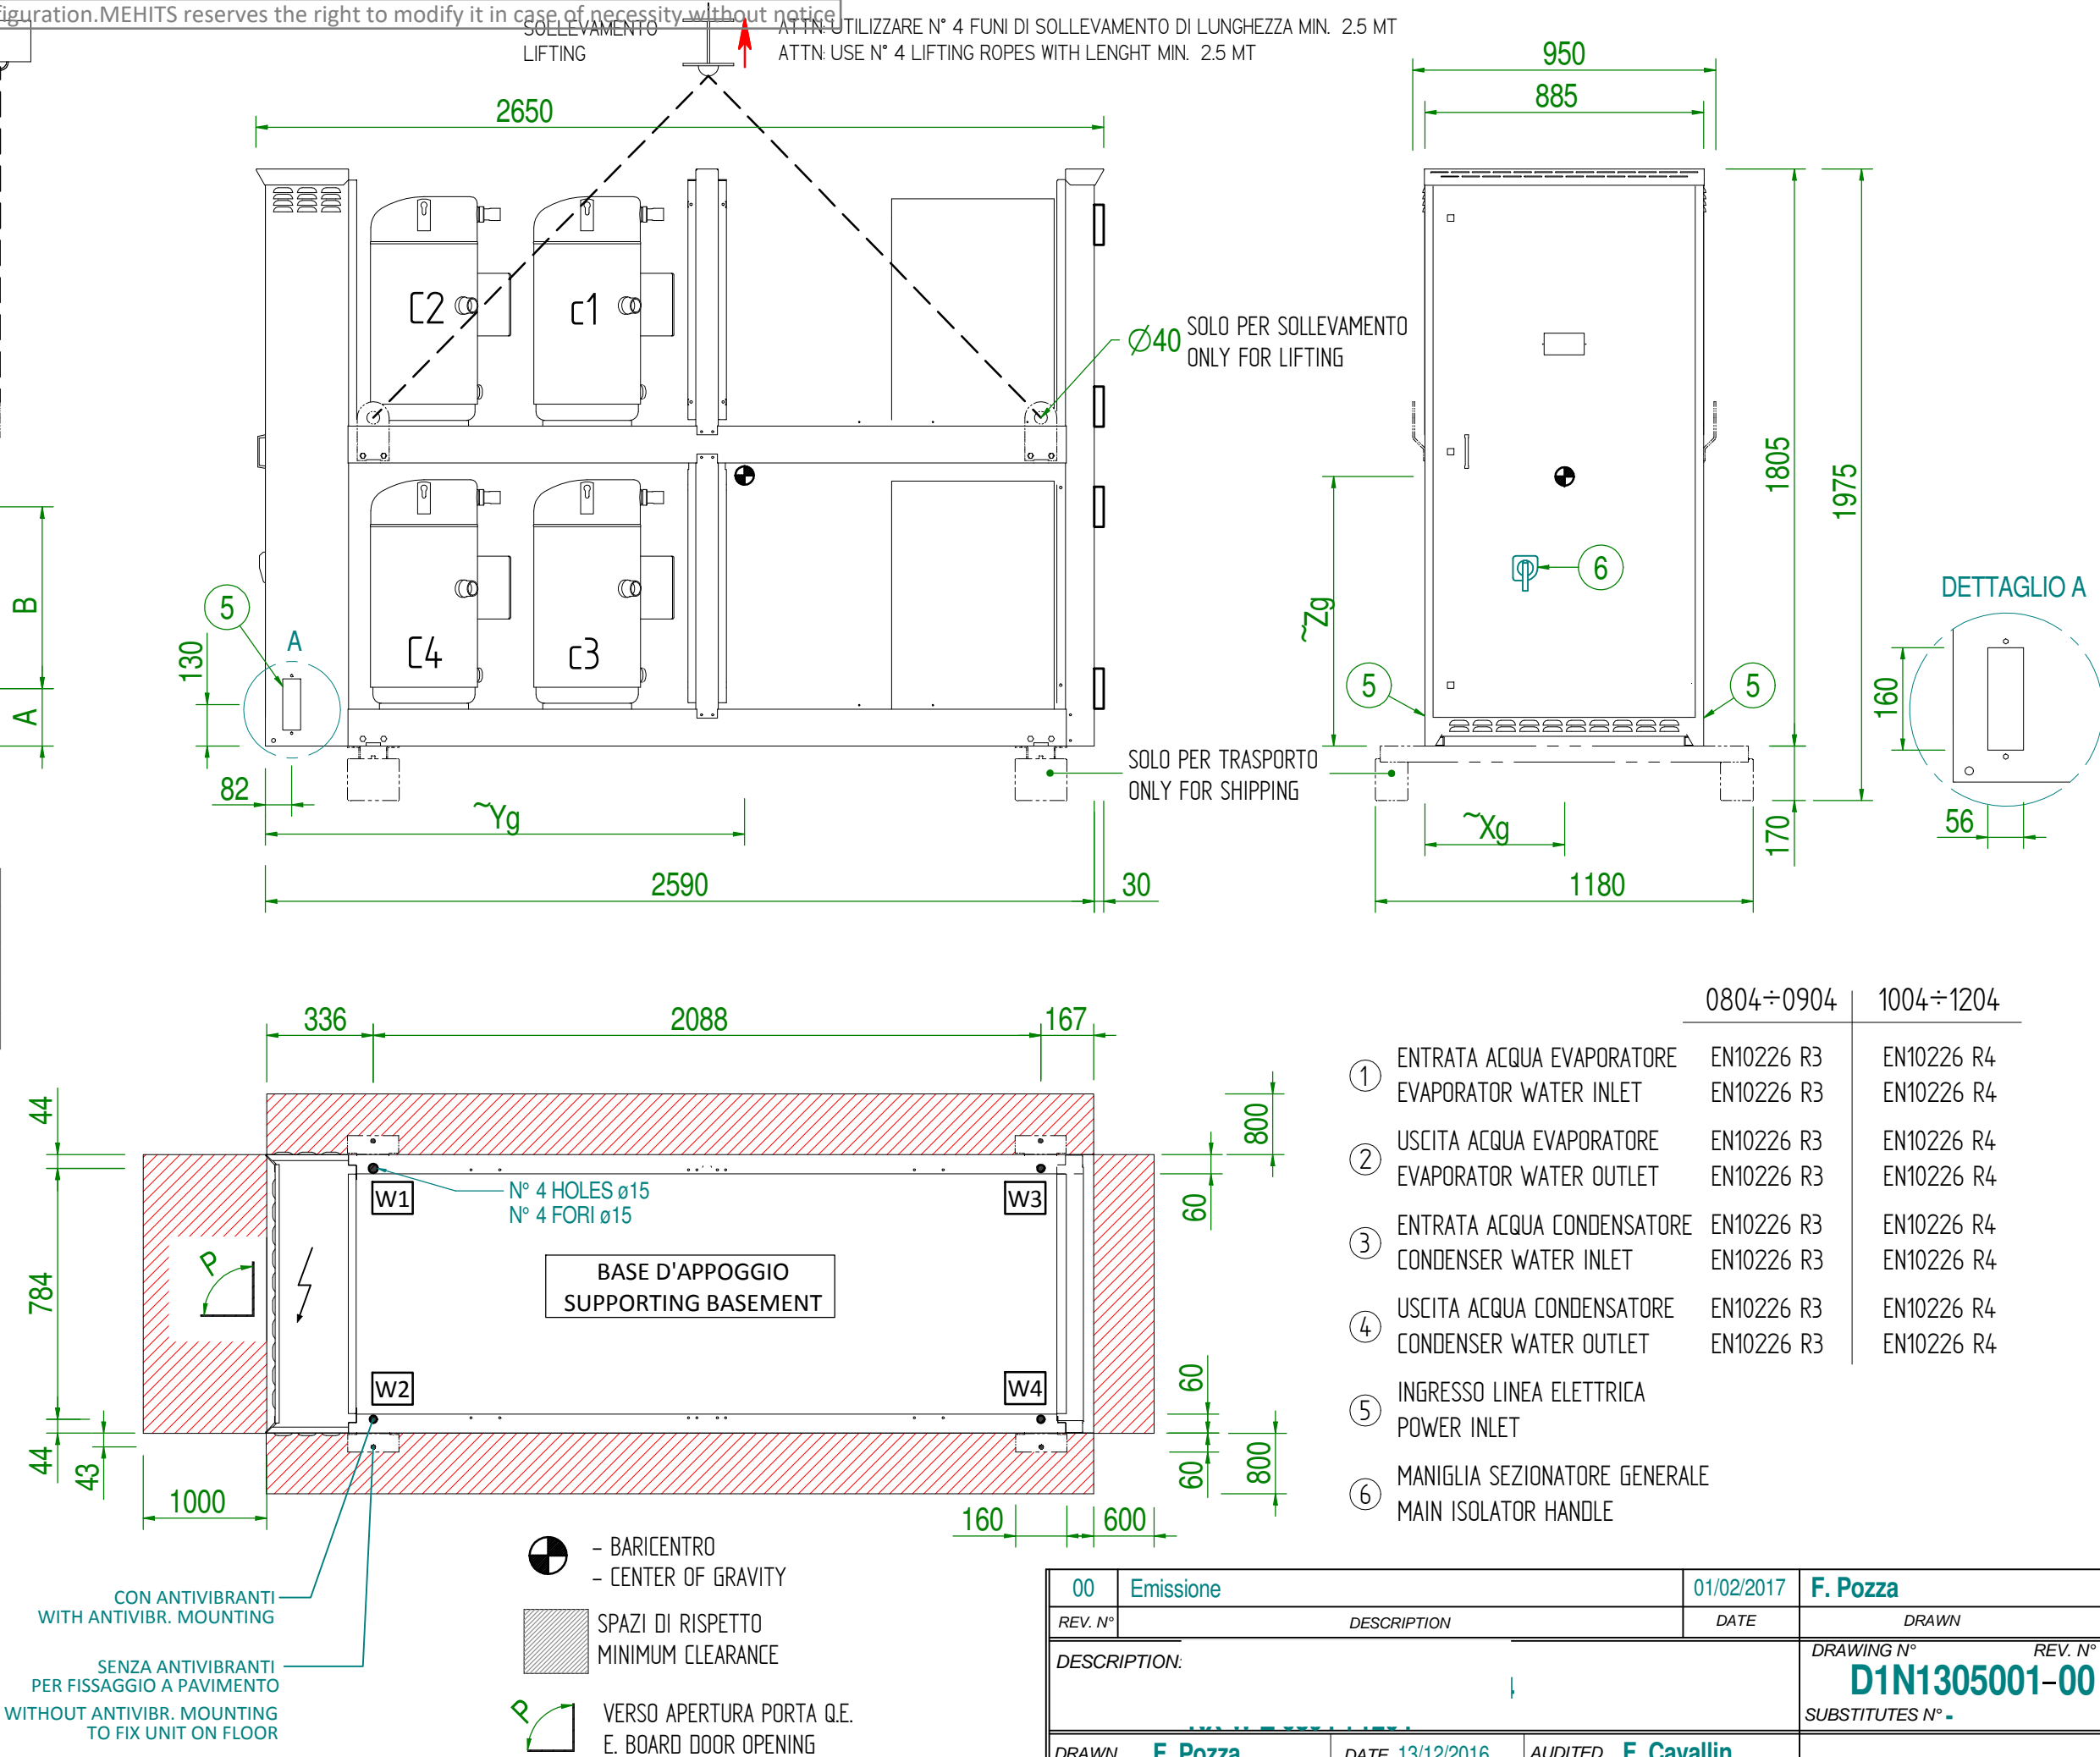 figuration.MEHITS reserves the right to modify it in case of necessity without notice
SOLLEVAMENTO
LIFTING
ATTN: UTILIZZARE N° 4 FUNI DI SOLLEVAMENTO DI LUNGHEZZA MIN. 2.5 MT
ATTN: USE N° 4 LIFTING ROPES WITH LENGHT MIN. 2.5 MT
2650
950
885
C2
c1
Ø40
SOLO PER SOLLEVAMENTO
ONLY FOR LIFTING
1805
1975
~Zg
6
DETTAGLIO A
B
A
5
A
130
C4
c3
5
5
160
82
~Yg
SOLO PER TRASPORTO
ONLY FOR SHIPPING
~Xg
170
56
2590
30
1180
336
2088
167
44
784
44
43
800
60
W1
W3
N° 4 HOLES ø15
N° 4 FORI ø15
P
BASE D'APPOGGIO
SUPPORTING BASEMENT
W2
W4
60
60
800
1000
160
600
0804÷0904
1004÷1204
1
ENTRATA ACQUA EVAPORATORE EN10226 R3 EN10226 R4
EVAPORATOR WATER INLET EN10226 R3 EN10226 R4
2
USCITA ACQUA EVAPORATORE EN10226 R3 EN10226 R4
EVAPORATOR WATER OUTLET EN10226 R3 EN10226 R4
3
ENTRATA ACQUA CONDENSATORE EN10226 R3 EN10226 R4
CONDENSER WATER INLET EN10226 R3 EN10226 R4
4
USCITA ACQUA CONDENSATORE EN10226 R3 EN10226 R4
CONDENSER WATER OUTLET EN10226 R3 EN10226 R4
5
INGRESSO LINEA ELETTRICA
POWER INLET
6
MANIGLIA SEZIONATORE GENERALE
MAIN ISOLATOR HANDLE
- BARICENTRO
- CENTER OF GRAVITY
SPAZI DI RISPETTO
MINIMUM CLEARANCE
P
VERSO APERTURA PORTA Q.E.
E. BOARD DOOR OPENING
CON ANTIVIBRANTI
WITH ANTIVIBR. MOUNTING
SENZA ANTIVIBRANTI
PER FISSAGGIO A PAVIMENTO
WITHOUT ANTIVIBR. MOUNTING
TO FIX UNIT ON FLOOR
00 Emissione 01/02/2017 F. Pozza
REV. N° DESCRIPTION DATE DRAWN
DESCRIPTION:
DRAWING N° REV. N°
D1N1305001-00
SUBSTITUTES N° -
DRAWN F. Pozza DATE 13/12/2016 AUDITED F. Cavallin